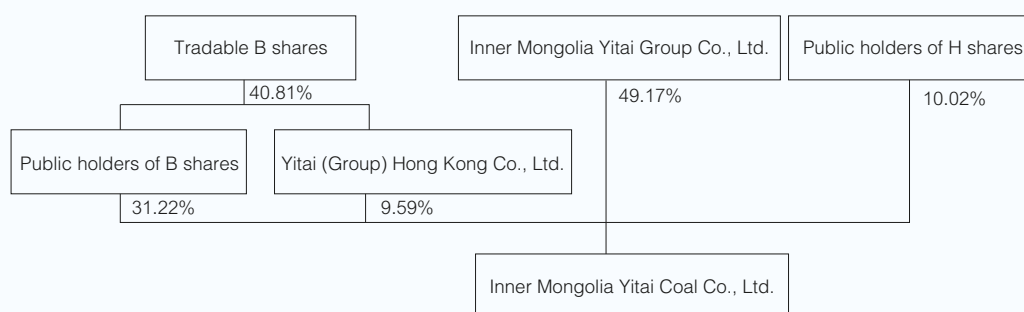 Tradable B shares
Inner Mongolia Yitai Group Co., Ltd.
Public holders of H shares
40.81%
49.17%
10.02%
Public holders of B shares
Yitai (Group) Hong Kong Co., Ltd.
31.22%
9.59%
Inner Mongolia Yitai Coal Co., Ltd.